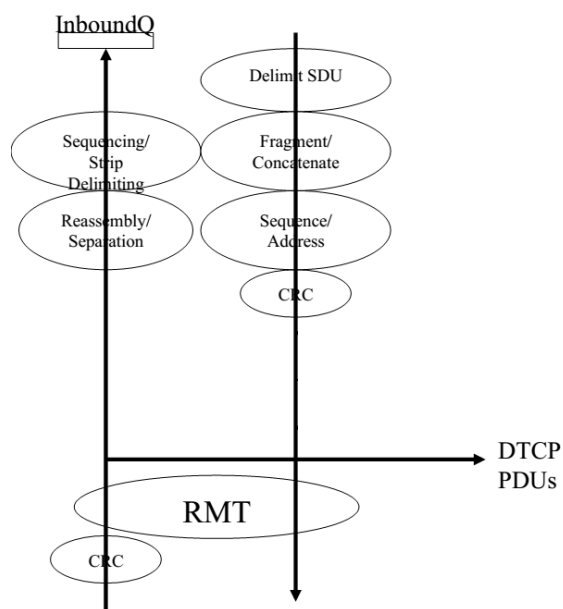 InboundQ
Delimit SDU
Sequencing/
Strip
Delimiting
Fragment/
Concatenate
Reassembly/
Separation
Sequence/
Address
CRC
DTCP
PDUs
RMT
CRC